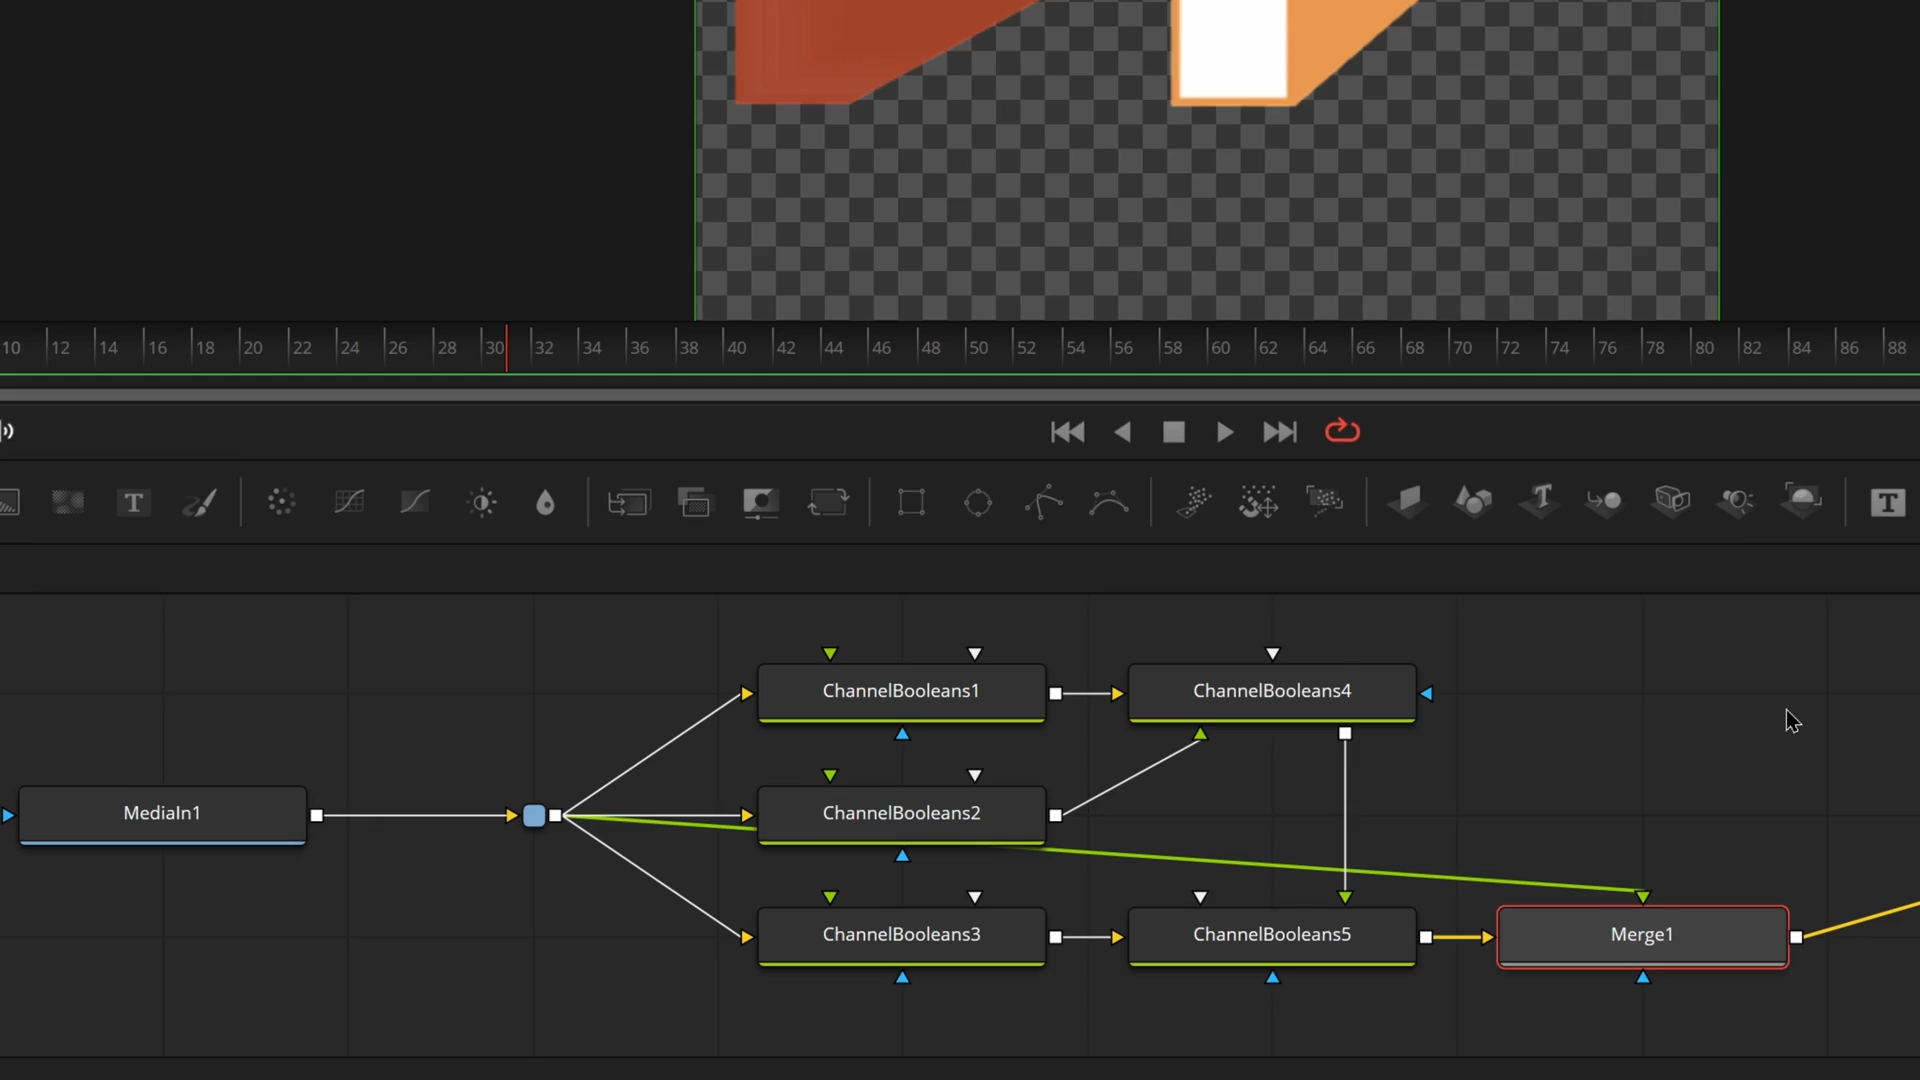 10 12 14 16 18 20 22 24 26 28 30 32 34 36 38 40 42 44 46 48 50 52 54 56 58 60 62 64 66 68 70 72 74 76 78 80 82 84 86 88
T T
ChannelBooleans1 ChannelBooleans4
MediaIn1 ChannelBooleans2
ChannelBooleans3 ChannelBooleans5 Merge1